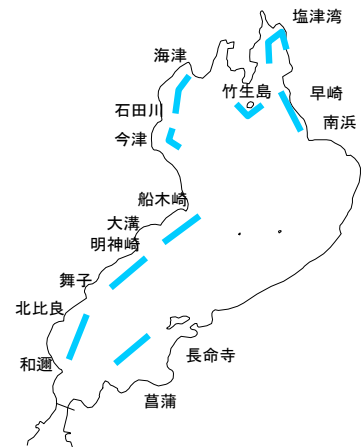 塩津湾
海津
竹生島
早崎
石田川
南浜
今津
船木崎
大溝
明神崎
舞子
北比良
長命寺
和邇
菖蒲